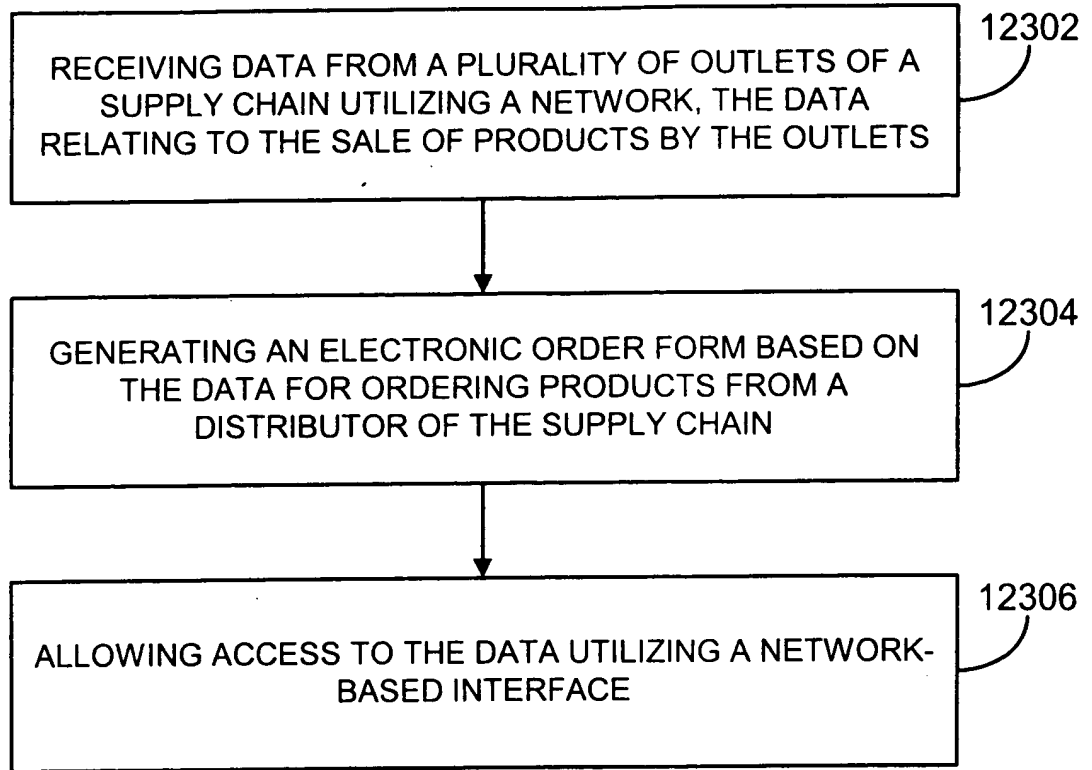 12302
RECEIVING DATA FROM A PLURALITY OF OUTLETS OF A
SUPPLY CHAIN UTILIZING A NETWORK, THE DATA
RELATING TO THE SALE OF PRODUCTS BY THE OUTLETS
12304
GENERATING AN ELECTRONIC ORDER FORM BASED ON
THE DATA FOR ORDERING PRODUCTS FROM A
DISTRIBUTOR OF THE SUPPLY CHAIN
12306
ALLOWING ACCESS TO THE DATA UTILIZING A NETWORK-
BASED INTERFACE